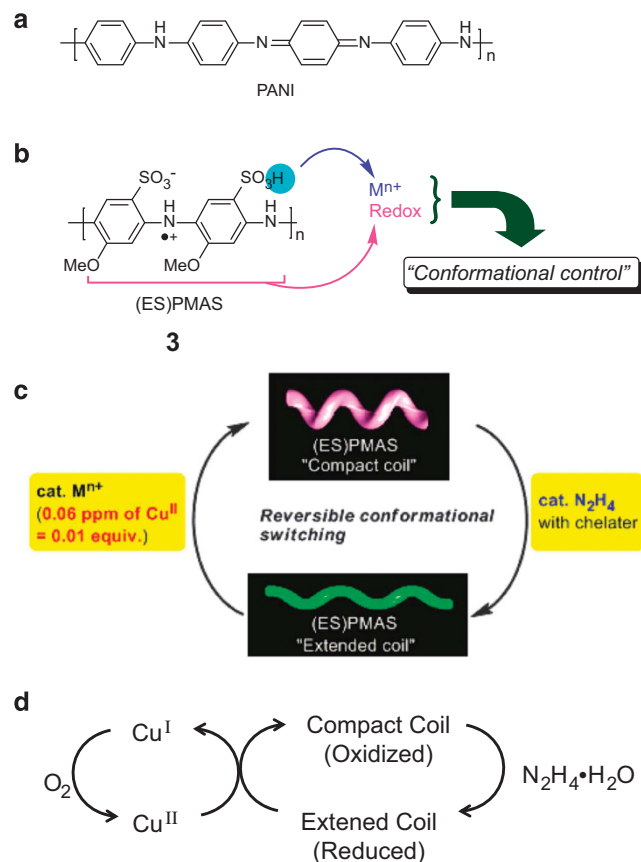 a
H
N
N
N
H
N
n
PANI
b
SO₃⁻
SO₃H
H
N
•+
H
N
n
MeO
MeO
(ES)PMAS
3
Mⁿ⁺
Redox
"Conformational control"
c
(ES)PMAS
"Compact coil"
cat. Mⁿ⁺
(0.06 ppm of Cuᴵᴵ
= 0.01 equiv.)
Reversible conformational
switching
cat. N₂H₄
with chelater
(ES)PMAS
"Extended coil"
d
Cuᴵ
O₂
Cuᴵᴵ
Compact Coil
(Oxidized)
N₂H₄•H₂O
Extened Coil
(Reduced)